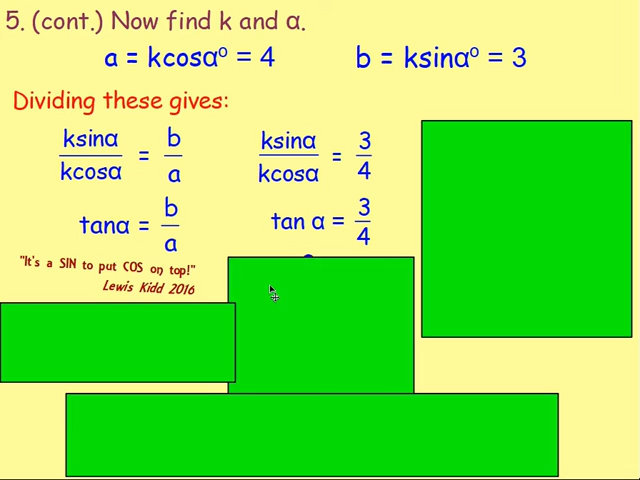 5. (cont.) Now find k and α.
a = kcosα° = 4
b = ksinα° = 3
Dividing these gives:
ksinα / kcosα = b / a
ksinα / kcosα = 3 / 4
tanα = b / a
tan α = 3 / 4
"It's a SIN to put COS on top!"
Lewis Kidd 2016